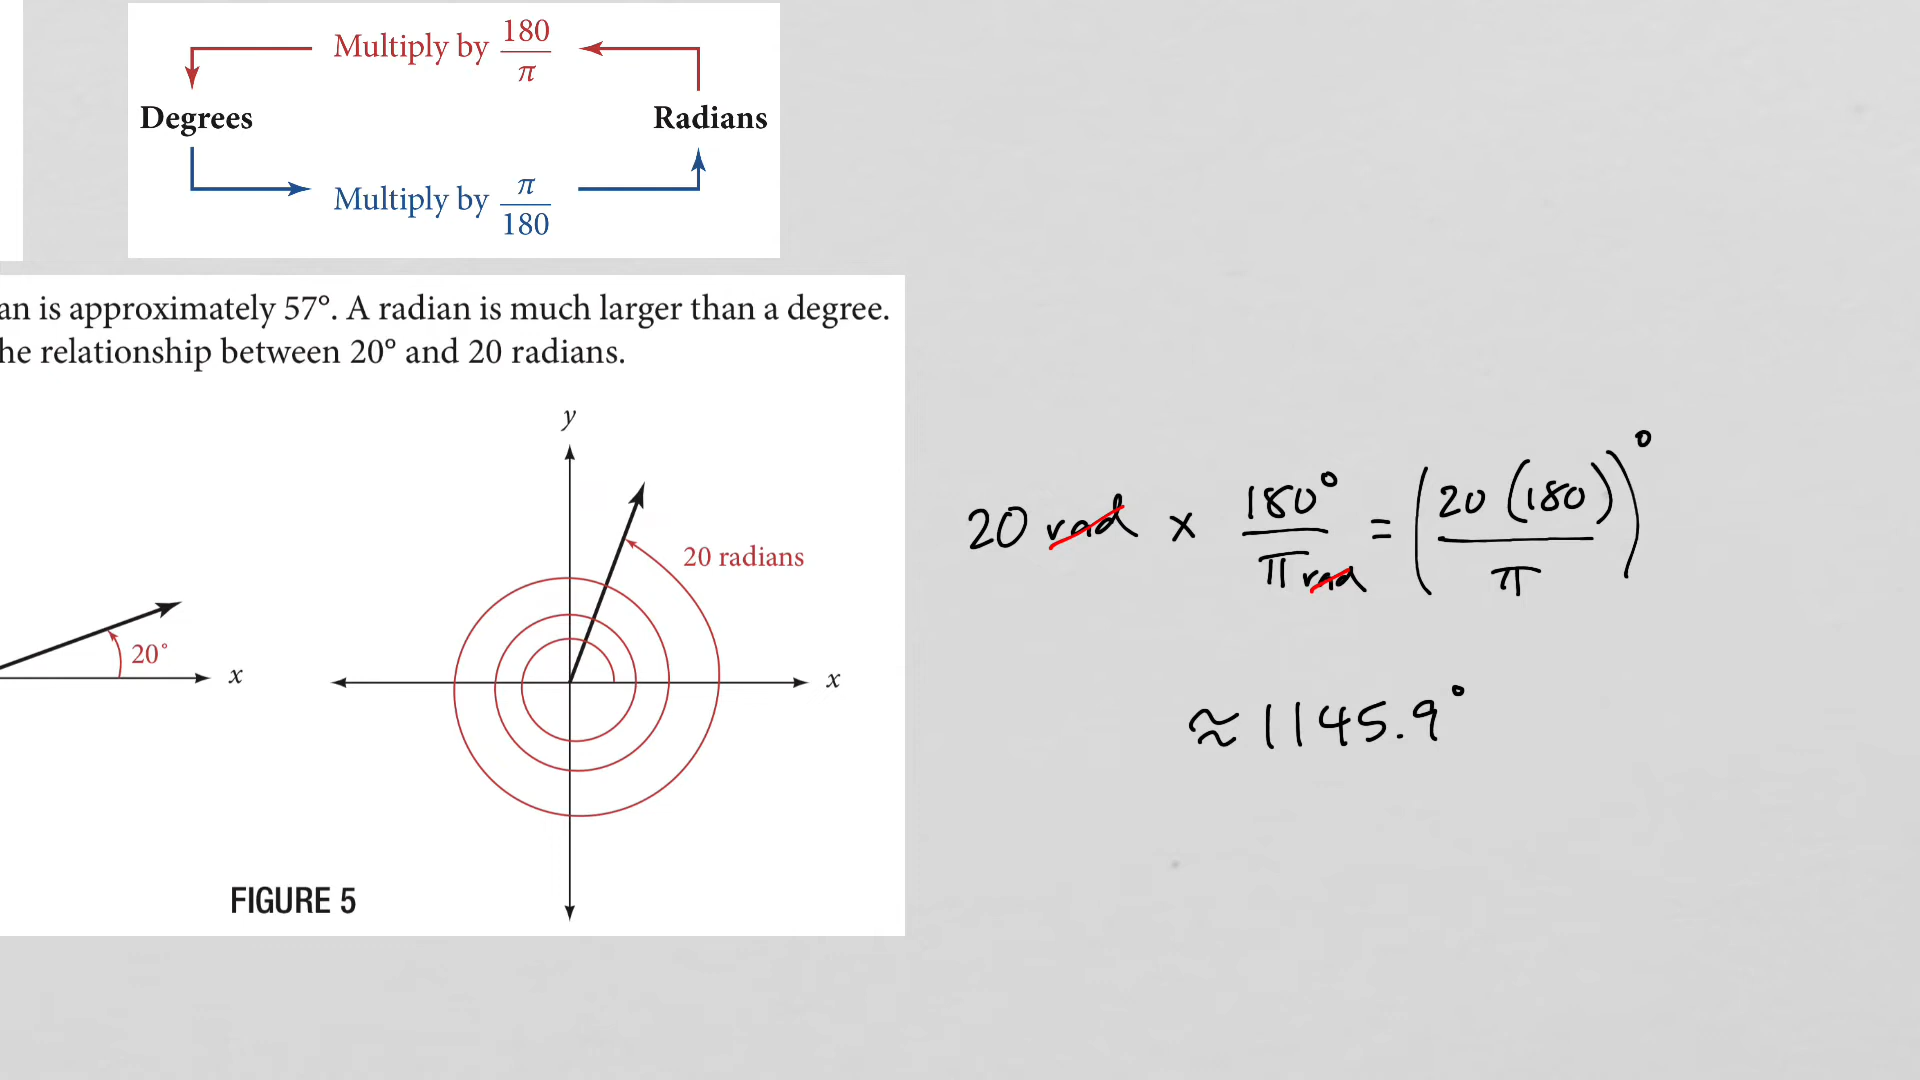 Multiply by 180/π
Degrees Radians
Multiply by π/180
an is approximately 57°. A radian is much larger than a degree.
he relationship between 20° and 20 radians.
y
20 radians
20°
x
x
FIGURE 5
20 rad × 180°/π rad = (20 (180)/π)°
≈ 1145.9°